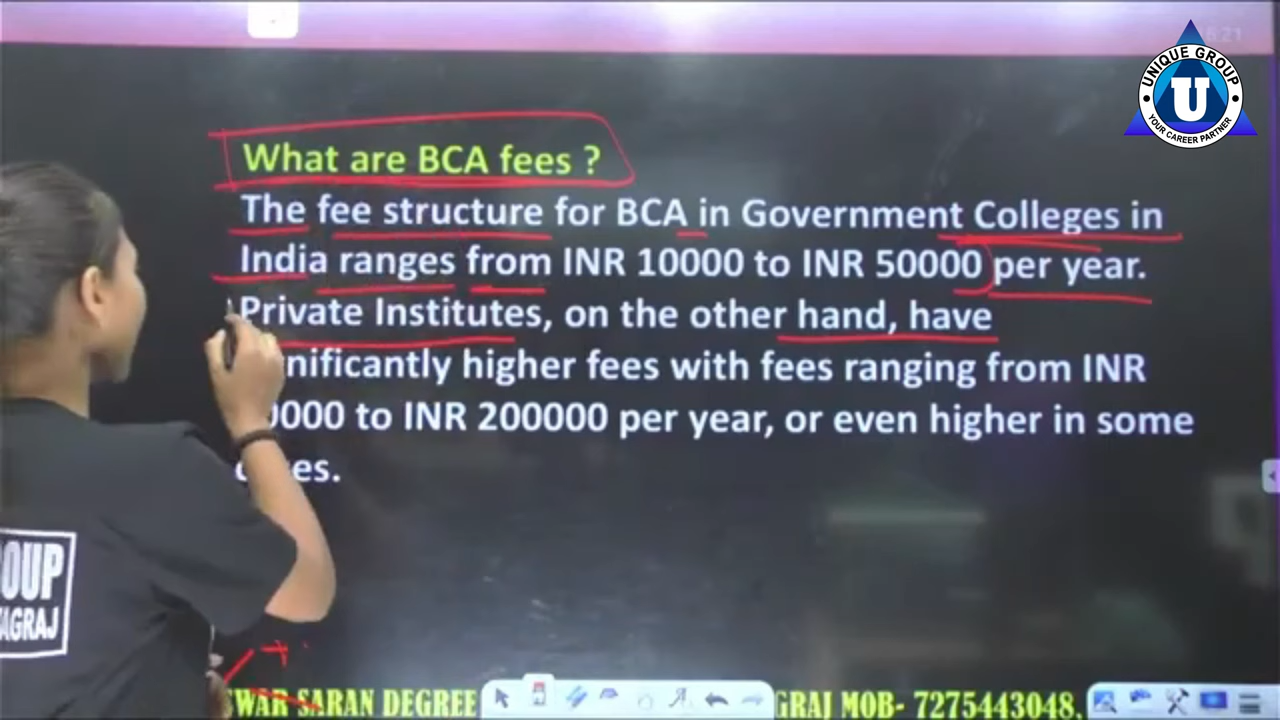 6:21
UNIQUE GROUP
U
YOUR CAREER PARTNER
What are BCA fees ?
The fee structure for BCA in Government Colleges in
India ranges from INR 10000 to INR 50000 per year.
Private Institutes, on the other hand, have
nificantly higher fees with fees ranging from INR
0000 to INR 200000 per year, or even higher in some
es.
OUP
AGRAJ
WAR SARAN DEGREE
GRAJ MOB- 7275443048,